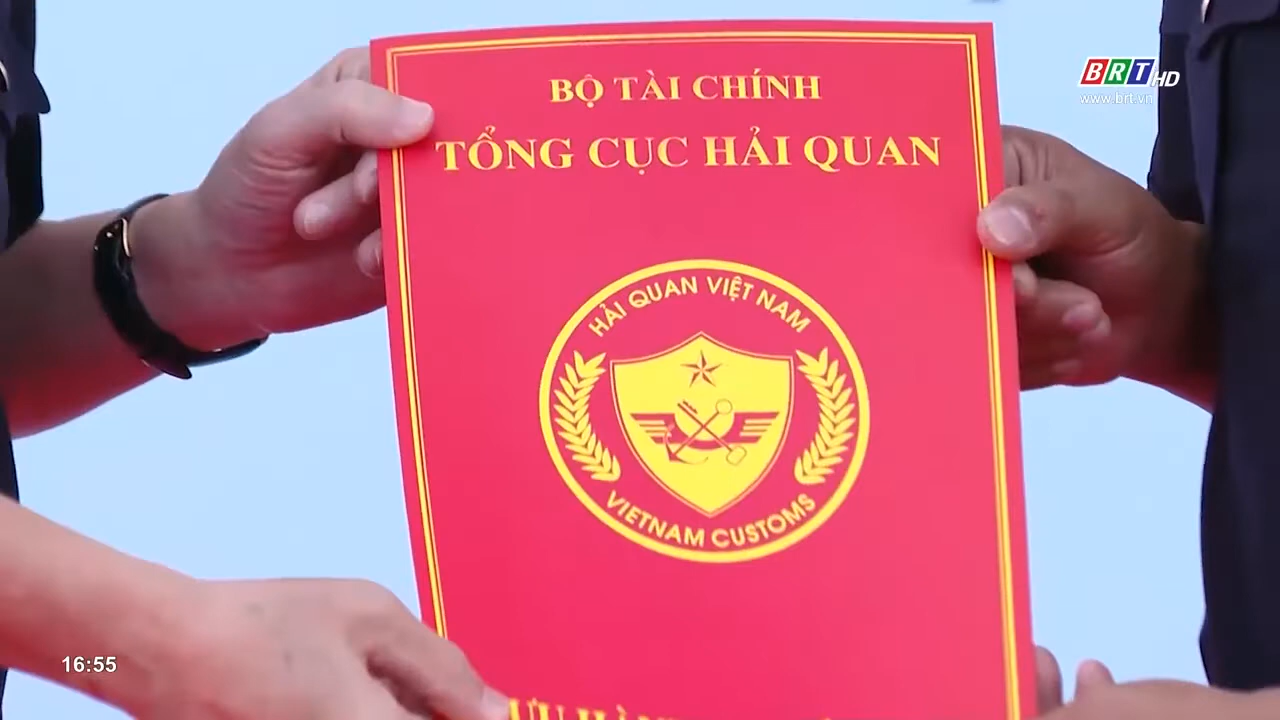 BRT HD
www.brt.vn
BỘ TÀI CHÍNH
TỔNG CỤC HẢI QUAN
HẢI QUAN VIỆT NAM
VIETNAM CUSTOMS
16:55